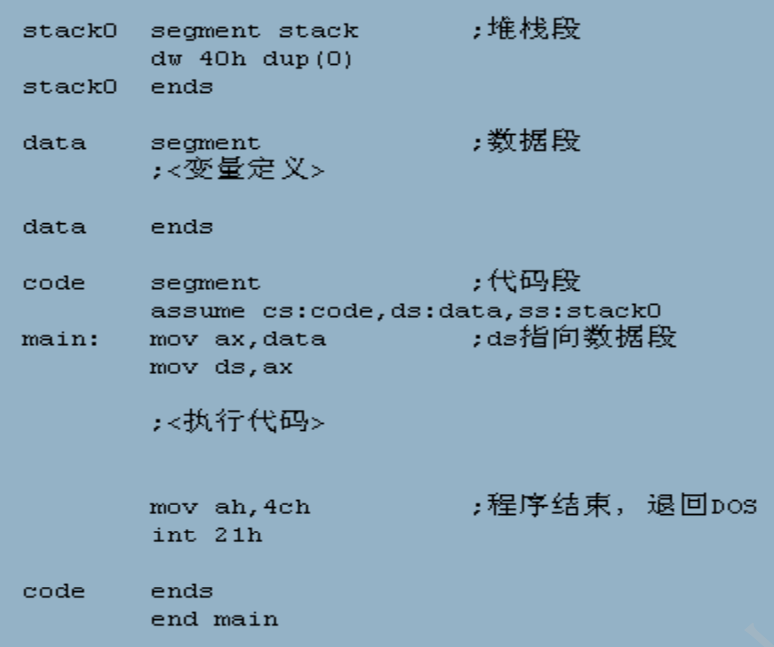 stack0 segment stack ;堆栈段
dw 40h dup(0)
stack0 ends
data segment ;数据段
;<变量定义>
data ends
code segment ;代码段
assume cs:code,ds:data,ss:stack0
main: mov ax,data ;ds指向数据段
mov ds,ax
;<执行代码>
mov ah,4ch ;程序结束，退回DOS
int 21h
code ends
end main